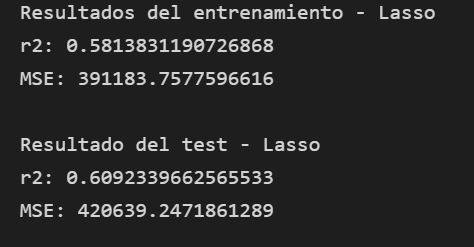 Resultados del entrenamiento - Lasso
r2: 0.5813831190726868
MSE: 391183.7577596616
Resultado del test - Lasso
r2: 0.6092339662565533
MSE: 420639.2471861289